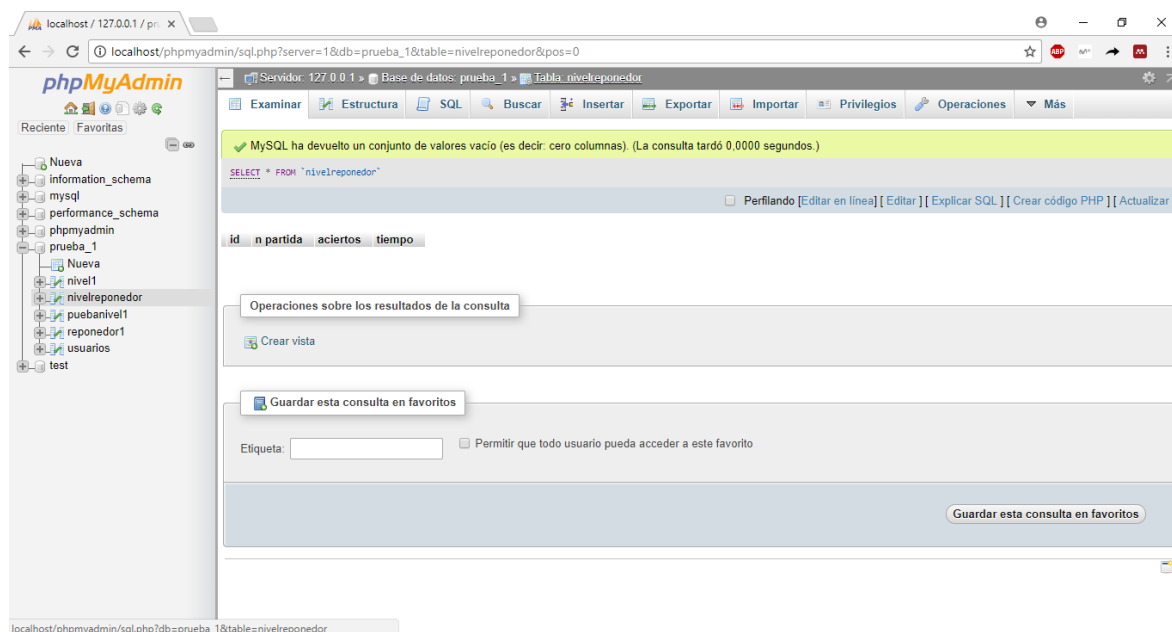 localhost / 127.0.0.1 / pru
localhost/phpmyadmin/sql.php?server=1&db=prueba_1&table=nivelreponedor&pos=0
ABP
phpMyAdmin
Reciente Favoritas
Nueva
information_schema
mysql
performance_schema
phpmyadmin
prueba_1
Nueva
nivel1
nivelreponedor
puebanivel1
reponedor1
usuarios
test
Servidor: 127.0.0.1 » Base de datos: prueba_1 » Tabla: nivelreponedor
Examinar Estructura SQL Buscar Insertar Exportar Importar Privilegios Operaciones Más
MySQL ha devuelto un conjunto de valores vacío (es decir: cero columnas). (La consulta tardó 0,0000 segundos.)
SELECT * FROM `nivelreponedor`
Perfilando [Editar en línea] [ Editar ] [ Explicar SQL ] [ Crear código PHP ] [ Actualizar
id n partida aciertos tiempo
Operaciones sobre los resultados de la consulta
Crear vista
Guardar esta consulta en favoritos
Etiqueta: Permitir que todo usuario pueda acceder a este favorito
Guardar esta consulta en favoritos
localhost/phpmyadmin/sql.php?db=prueba_1&table=nivelreponedor